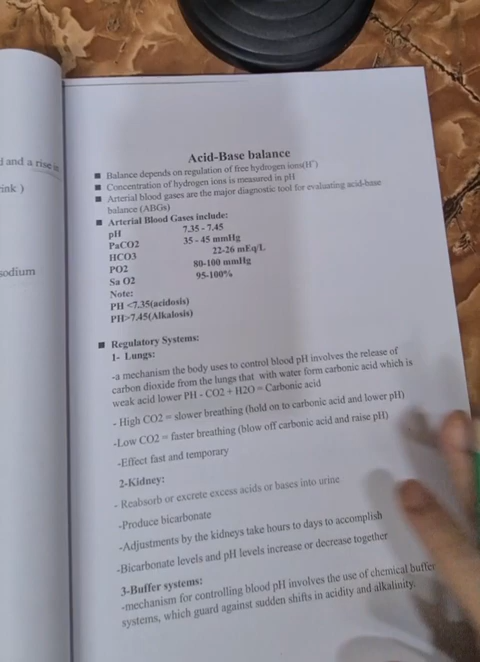 d and a rise in
ink )
sodium
Acid-Base balance
■ Balance depends on regulation of free hydrogen ions(H⁺)
■ Concentration of hydrogen ions is measured in pH
■ Arterial blood gases are the major diagnostic tool for evaluating acid-base
balance (ABGs)
■ Arterial Blood Gases include:
pH 7.35 - 7.45
PaCO2 35 - 45 mmHg
HCO3 22-26 mEq/L
PO2 80-100 mmHg
Sa O2 95-100%
Note:
PH <7.35(acidosis)
PH>7.45(Alkalosis)
■ Regulatory Systems:
1- Lungs:
-a mechanism the body uses to control blood pH involves the release of
carbon dioxide from the lungs that with water form carbonic acid which is
weak acid lower PH - CO2 + H2O = Carbonic acid
- High CO2 = slower breathing (hold on to carbonic acid and lower pH)
-Low CO2 = faster breathing (blow off carbonic acid and raise pH)
-Effect fast and temporary
2-Kidney:
- Reabsorb or excrete excess acids or bases into urine
-Produce bicarbonate
-Adjustments by the kidneys take hours to days to accomplish
-Bicarbonate levels and pH levels increase or decrease together
3-Buffer systems:
-mechanism for controlling blood pH involves the use of chemical buffer
systems, which guard against sudden shifts in acidity and alkalinity.